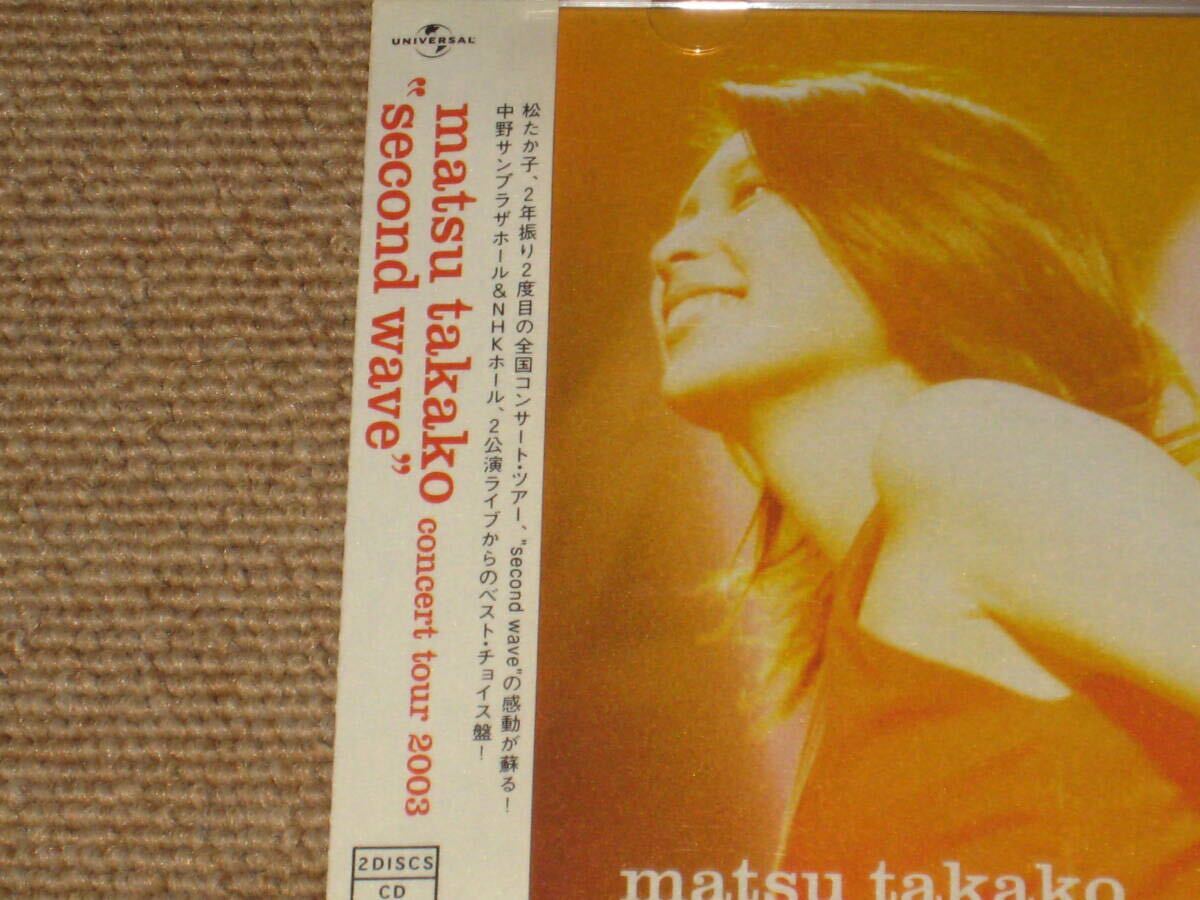 UNIVERSAL
matsu takako concert tour 2003
“second wave”
松たか子、2年振り2度目の全国コンサート・ツアー、"second wave"の感動が蘇る！
中野サンプラザホール&NHKホール、2公演ライブからのベスト・チョイス盤！
2DISCS
CD
matsu takako